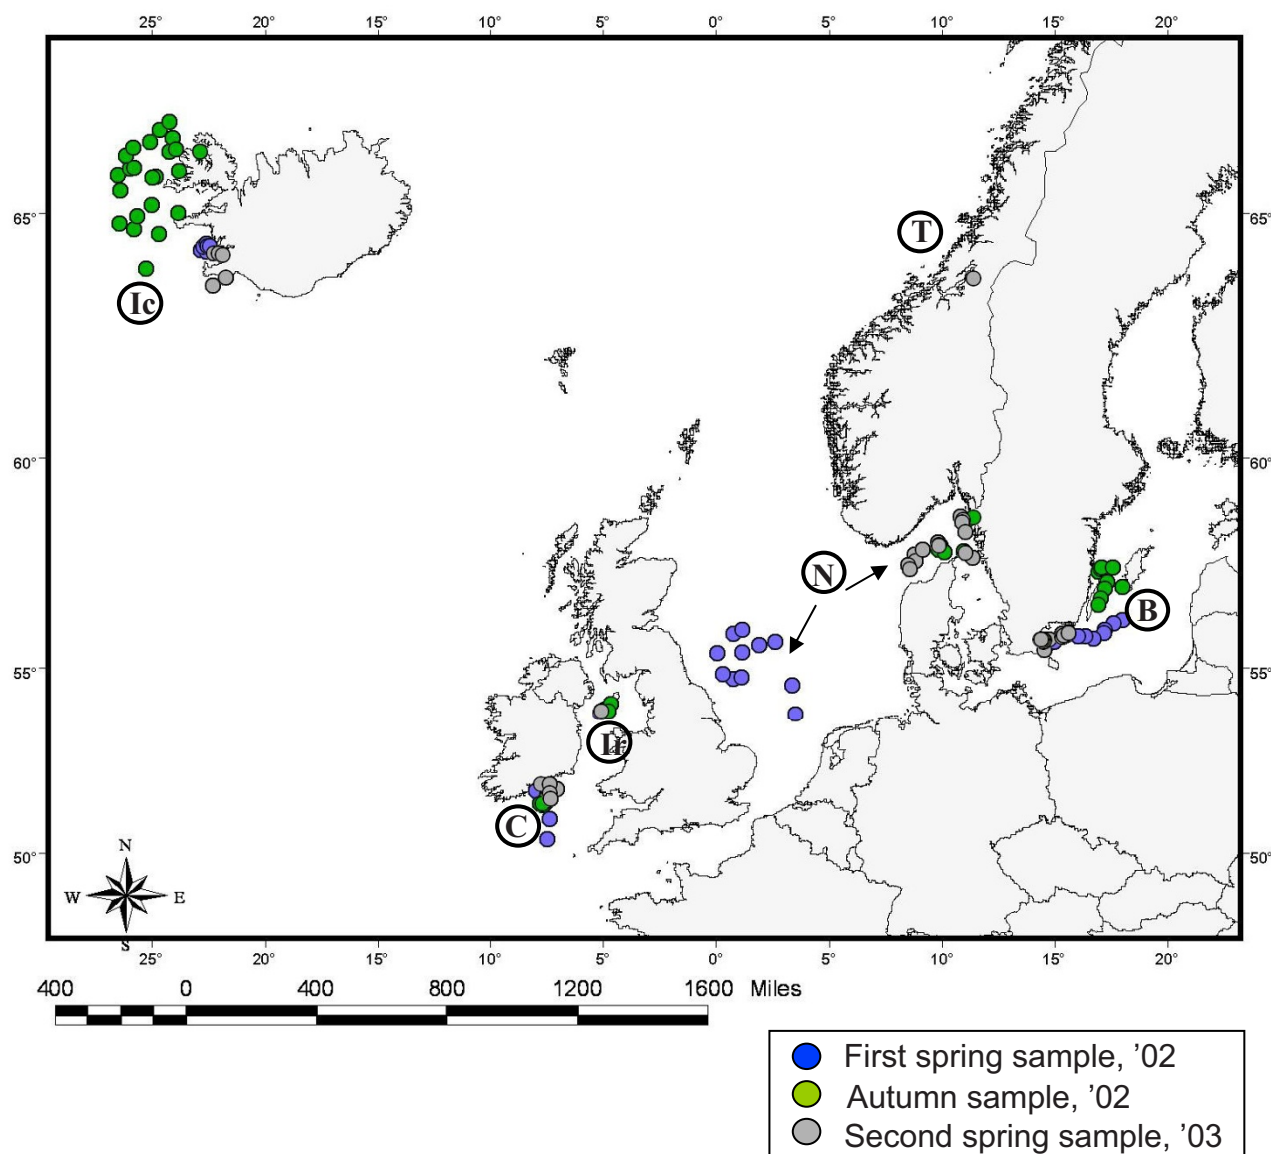 25° 20° 15° 10° 5° 0° 5° 10° 15° 20°
65° 65°
T
Ic
60° 60°
N
B
55° 55°
Ir
C
50° 50°
N
W E
S
25° 20° 15° 10° 5° 0° 5° 10° 15° 20°
400 0 400 800 1200 1600 Miles
First spring sample, ’02
Autumn sample, ’02
Second spring sample, ’03